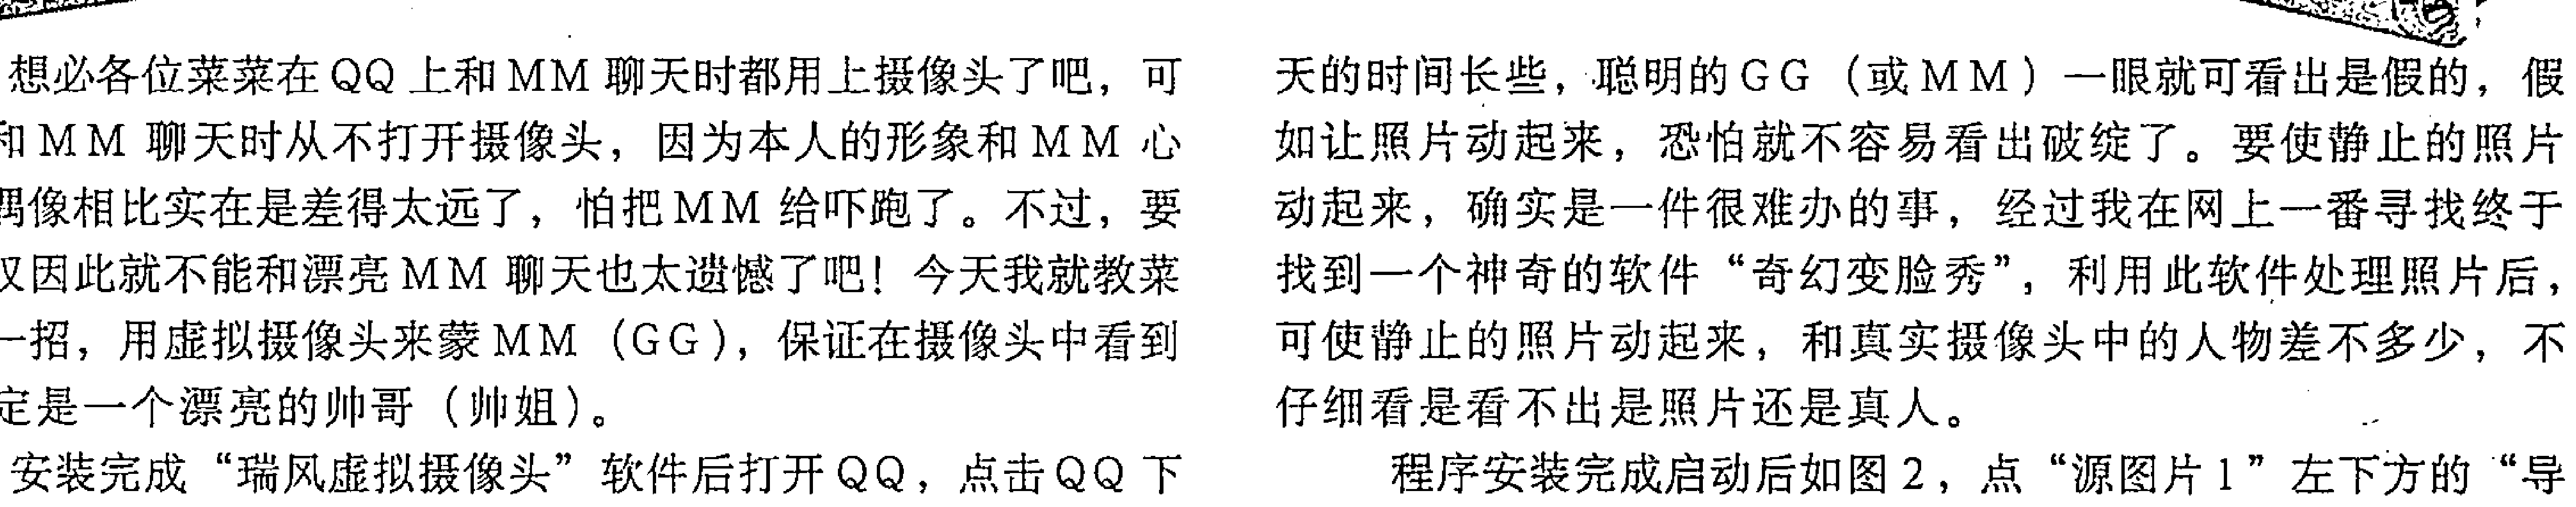 想必各位菜菜在QQ上和MM聊天时都用上摄像头了吧，可
和MM聊天时从不打开摄像头，因为本人的形象和MM心
偶像相比实在是差得太远了，怕把MM给吓跑了。不过，要
仅因此就不能和漂亮MM聊天也太遗憾了吧！今天我就教菜
一招，用虚拟摄像头来蒙MM（GG），保证在摄像头中看到
定是一个漂亮的帅哥（帅姐）。
安装完成“瑞风虚拟摄像头”软件后打开QQ，点击QQ下
天的时间长些，聪明的GG（或MM）一眼就可看出是假的，假
如让照片动起来，恐怕就不容易看出破绽了。要使静止的照片
动起来，确实是一件很难办的事，经过我在网上一番寻找终于
找到一个神奇的软件“奇幻变脸秀”，利用此软件处理照片后，
可使静止的照片动起来，和真实摄像头中的人物差不多少，不
仔细看是看不出是照片还是真人。
程序安装完成启动后如图2，点“源图片1”左下方的“导